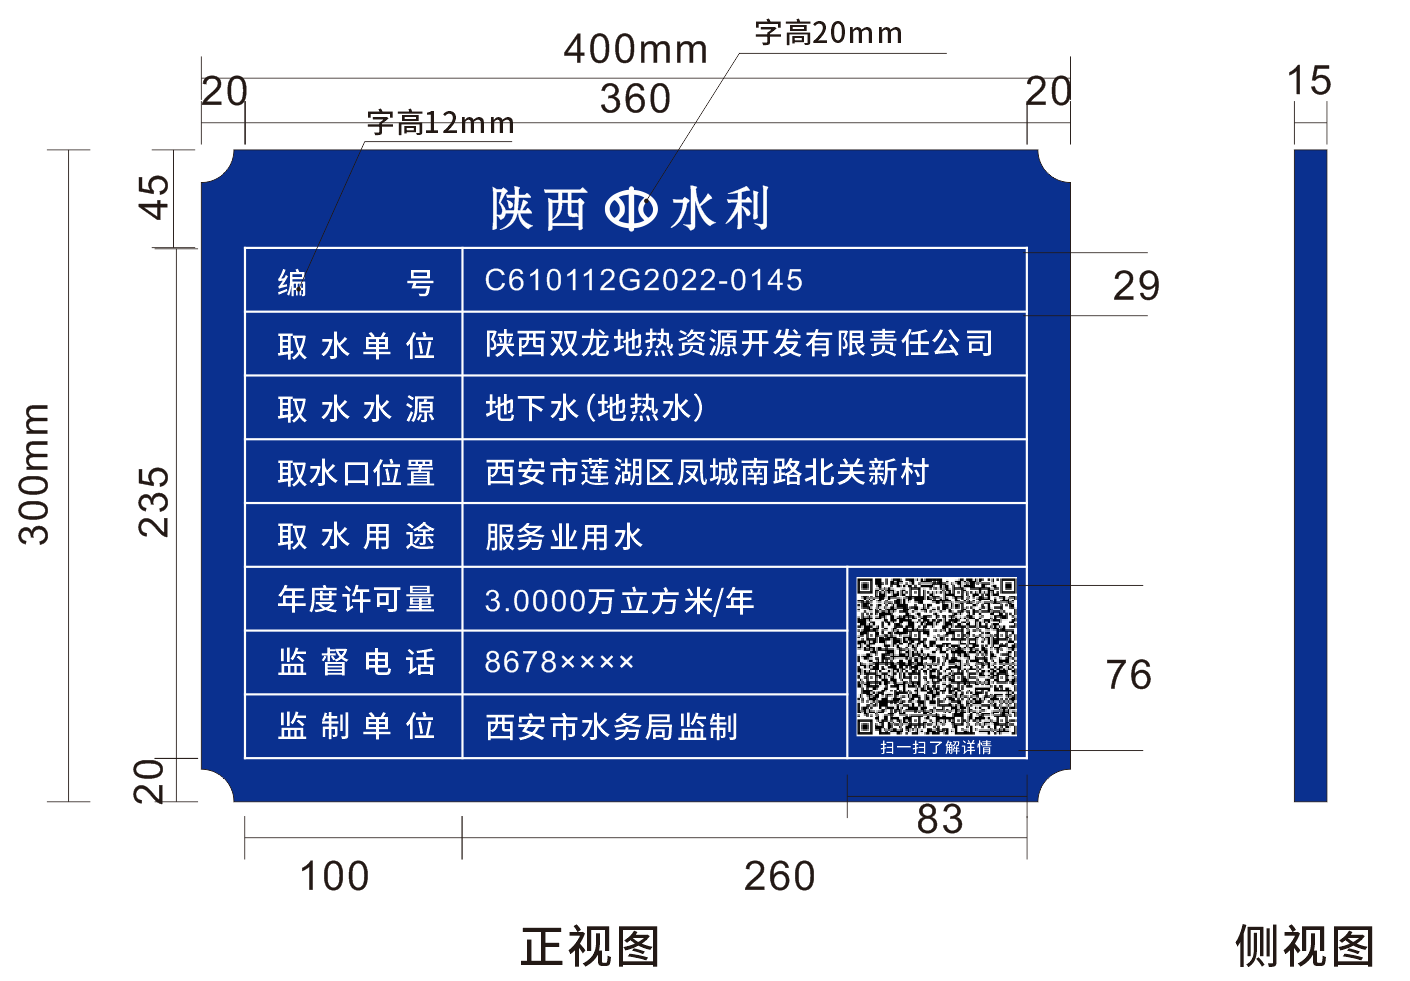 字高20mm
400mm
20 360 20
15
字高12mm
45
陕西水利
编号 C610112G2022-0145
29
取水单位 陕西双龙地热资源开发有限责任公司
取水水源 地下水(地热水)
300mm
235
取水口位置 西安市莲湖区凤城南路北关新村
取水用途 服务业用水
年度许可量 3.0000万立方米/年
监督电话 8678××××
76
监制单位 西安市水务局监制
扫一扫了解详情
20
83
100 260
正视图 侧视图